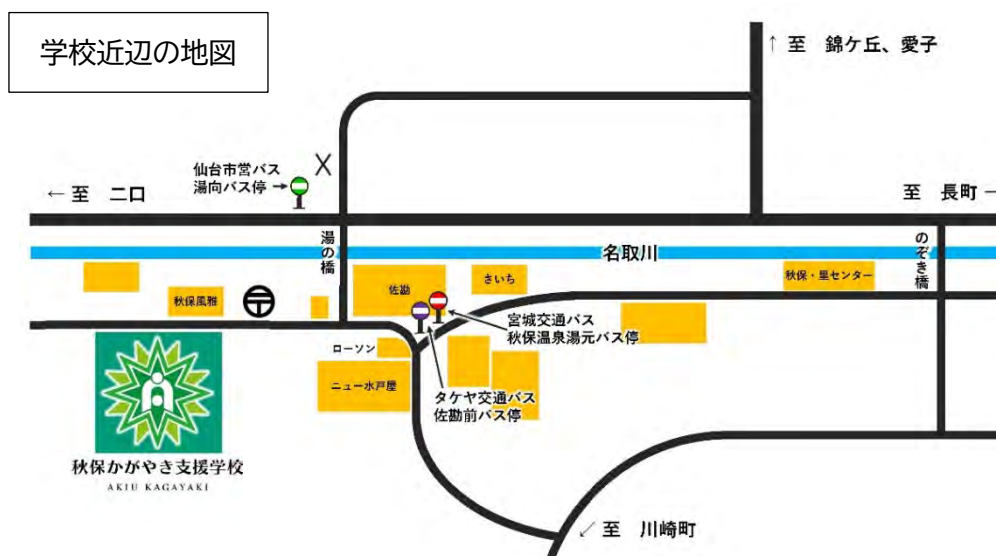 学校近辺の地図
↑ 至 錦ケ丘、愛子
仙台市営バス
湯向バス停→
← 至 二口
至 長町 →
湯の橋
名取川
のぞき橋
秋保風雅
佐勘
さいち
秋保・里センター
宮城交通バス
秋保温泉湯元バス停
ローソン
ニュー水戸屋
タケヤ交通バス
佐勘前バス停
秋保かがやき支援学校
AKIU KAGAYAKI
↙ 至 川崎町